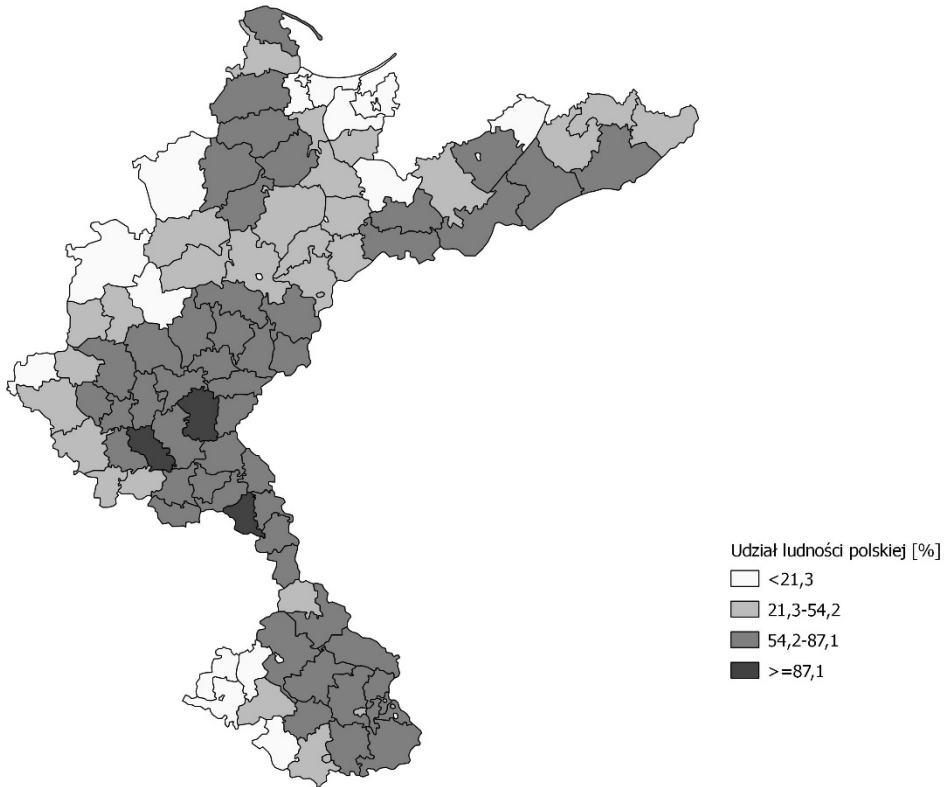 Udział ludności polskiej [%]
<21,3
21,3-54,2
54,2-87,1
>=87,1